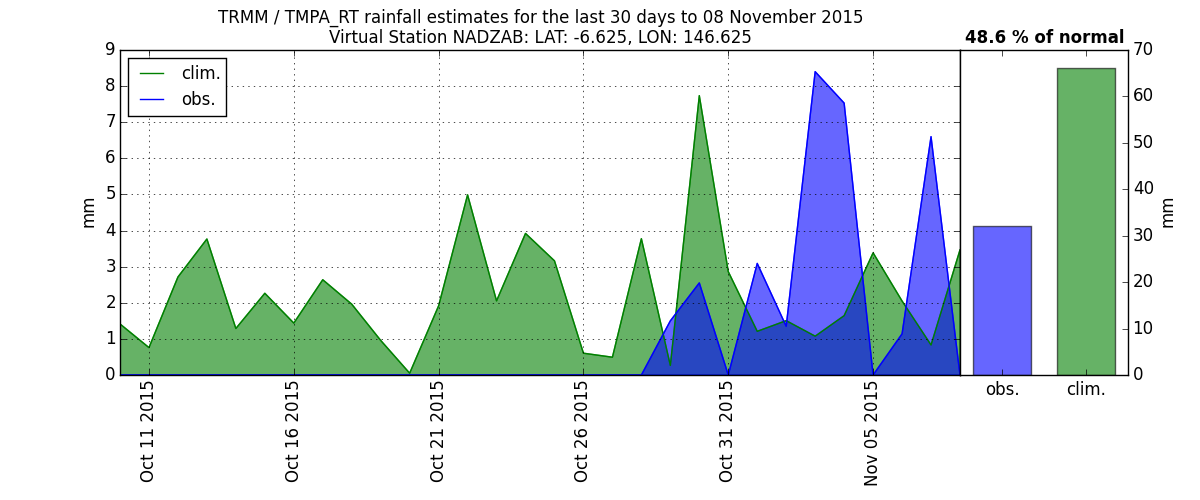 TRMM / TMPA_RT rainfall estimates for the last 30 days to 08 November 2015
Virtual Station NADZAB: LAT: -6.625, LON: 146.625
48.6 % of normal
clim.
obs.
9
8
7
6
5
4
3
2
1
0
mm
Oct 11 2015
Oct 16 2015
Oct 21 2015
Oct 26 2015
Oct 31 2015
Nov 05 2015
70
60
50
40
30
20
10
0
mm
obs.
clim.